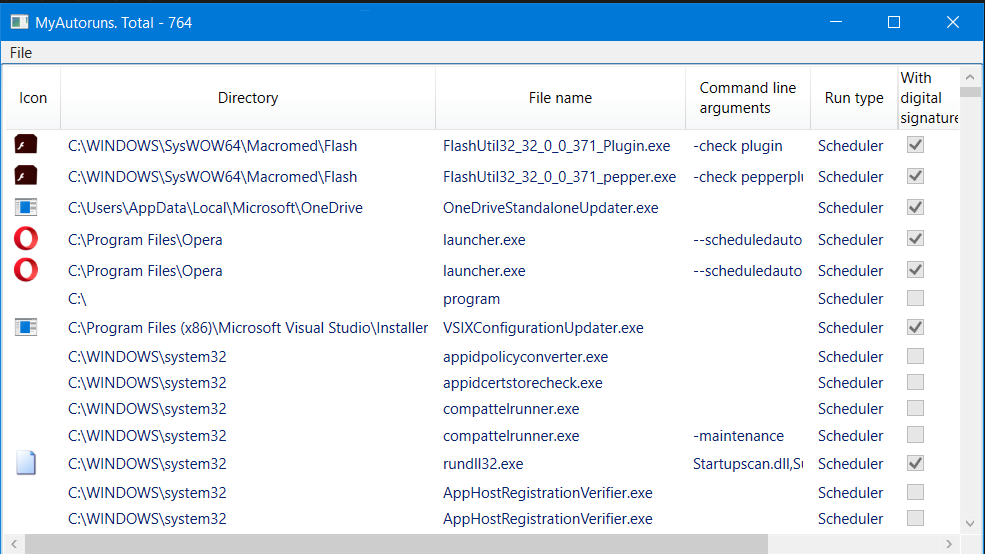 MyAutoruns. Total - 764
File
Icon Directory File name Command line arguments Run type With digital signature
C:\WINDOWS\SysWOW64\Macromed\Flash FlashUtil32_32_0_0_371_Plugin.exe -check plugin Scheduler
C:\WINDOWS\SysWOW64\Macromed\Flash FlashUtil32_32_0_0_371_pepper.exe -check pepperplu Scheduler
C:\Users\AppData\Local\Microsoft\OneDrive OneDriveStandaloneUpdater.exe Scheduler
C:\Program Files\Opera launcher.exe --scheduledauto Scheduler
C:\Program Files\Opera launcher.exe --scheduledauto Scheduler
C:\ program Scheduler
C:\Program Files (x86)\Microsoft Visual Studio\Installer VSIXConfigurationUpdater.exe Scheduler
C:\WINDOWS\system32 appidpolicyconverter.exe Scheduler
C:\WINDOWS\system32 appidcertstorecheck.exe Scheduler
C:\WINDOWS\system32 compattelrunner.exe Scheduler
C:\WINDOWS\system32 compattelrunner.exe -maintenance Scheduler
C:\WINDOWS\system32 rundll32.exe Startupscan.dll,Su Scheduler
C:\WINDOWS\system32 AppHostRegistrationVerifier.exe Scheduler
C:\WINDOWS\system32 AppHostRegistrationVerifier.exe Scheduler